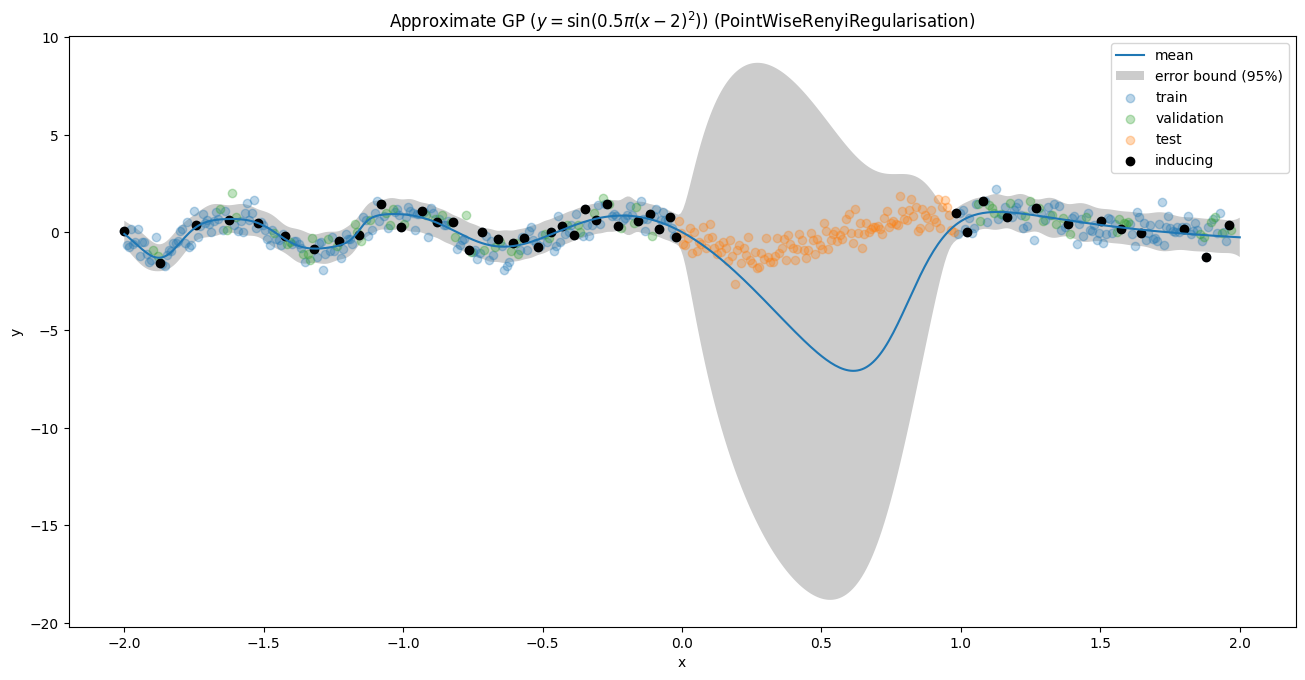 Approximate GP (y = sin(0.5π(x − 2)²)) (PointWiseRenyiRegularisation)
mean
error bound (95%)
train
validation
test
inducing
10
5
0
−5
−10
−15
−20
y
−2.0 −1.5 −1.0 −0.5 0.0 0.5 1.0 1.5 2.0
x